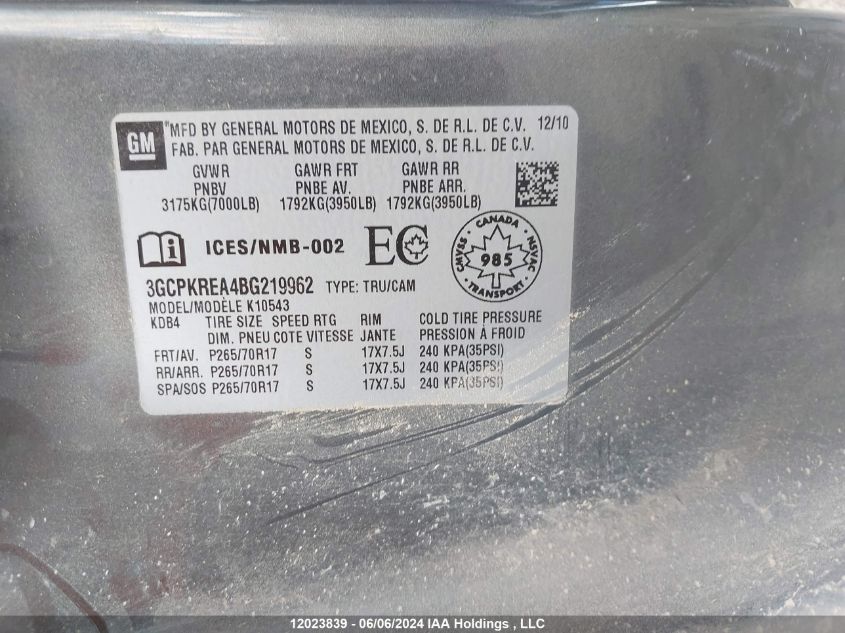 GM
"MFD BY GENERAL MOTORS DE MEXICO, S. DE R.L. DE C.V. 12/10
FAB. PAR GENERAL MOTORS DE MEXICO, S. DE R.L. DE C.V.
GVWR GAWR FRT GAWR RR
PNBV PNBE AV. PNBE ARR.
3175KG(7000LB) 1792KG(3950LB) 1792KG(3950LB)
i ICES/NMB-002 EC
CANADA
CMVSS 985 NSVAC
TRANSPORT
3GCPKREA4BG219962 TYPE: TRU/CAM
MODEL/MODÈLE K10543
KDB4 TIRE SIZE SPEED RTG RIM COLD TIRE PRESSURE
DIM. PNEU COTE VITESSE JANTE PRESSION À FROID
FRT/AV. P265/70R17 S 17X7.5J 240 KPA(35PSI)
RR/ARR. P265/70R17 S 17X7.5J 240 KPA(35PSI)
SPA/SOS P265/70R17 S 17X7.5J 240 KPA(35PSI)
12023839 - 06/06/2024 IAA Holdings , LLC